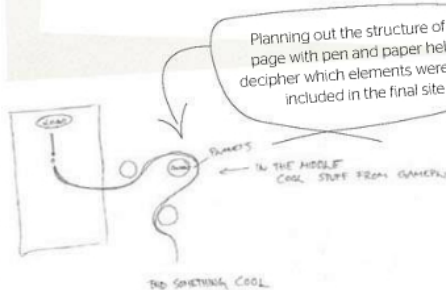 Planning out the structure of
page with pen and paper hel
decipher which elements were
included in the final site
PLANETS
← IN THE MIDDLE
COOL STUFF FROM GAMEPL
END SOMETHING COOL